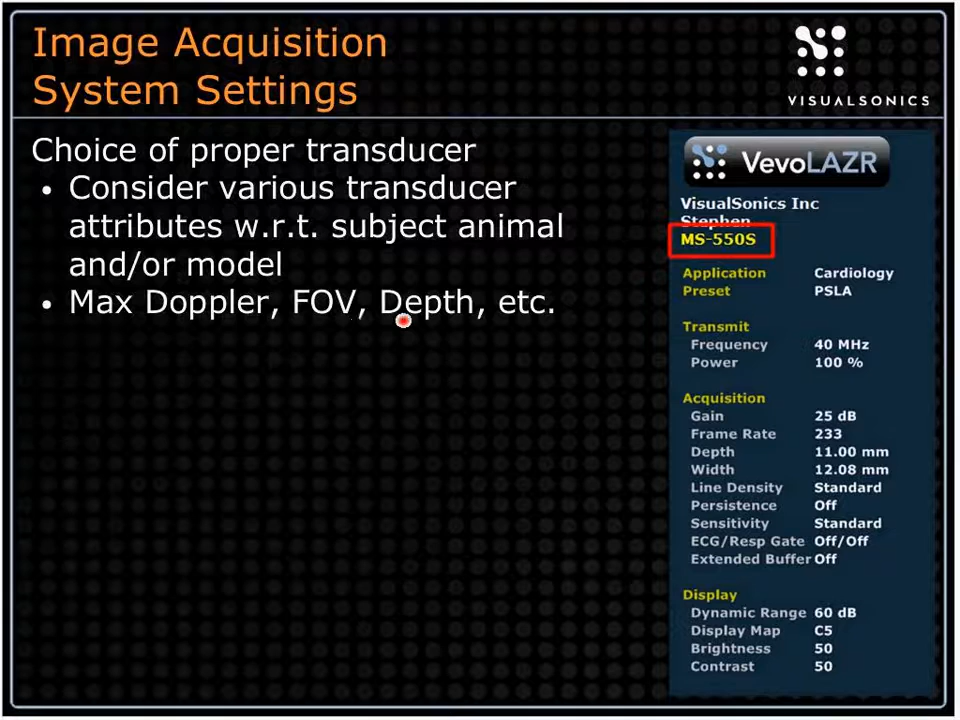 Image Acquisition
System Settings
VISUALSONICS
Choice of proper transducer
• Consider various transducer
attributes w.r.t. subject animal
and/or model
• Max Doppler, FOV, Depth, etc.
VevoLAZR
VisualSonics Inc
Stephen
MS-550S
Application Cardiology
Preset PSLA
Transmit
Frequency 40 MHz
Power 100 %
Acquisition
Gain 25 dB
Frame Rate 233
Depth 11.00 mm
Width 12.08 mm
Line Density Standard
Persistence Off
Sensitivity Standard
ECG/Resp Gate Off/Off
Extended Buffer Off
Display
Dynamic Range 60 dB
Display Map C5
Brightness 50
Contrast 50